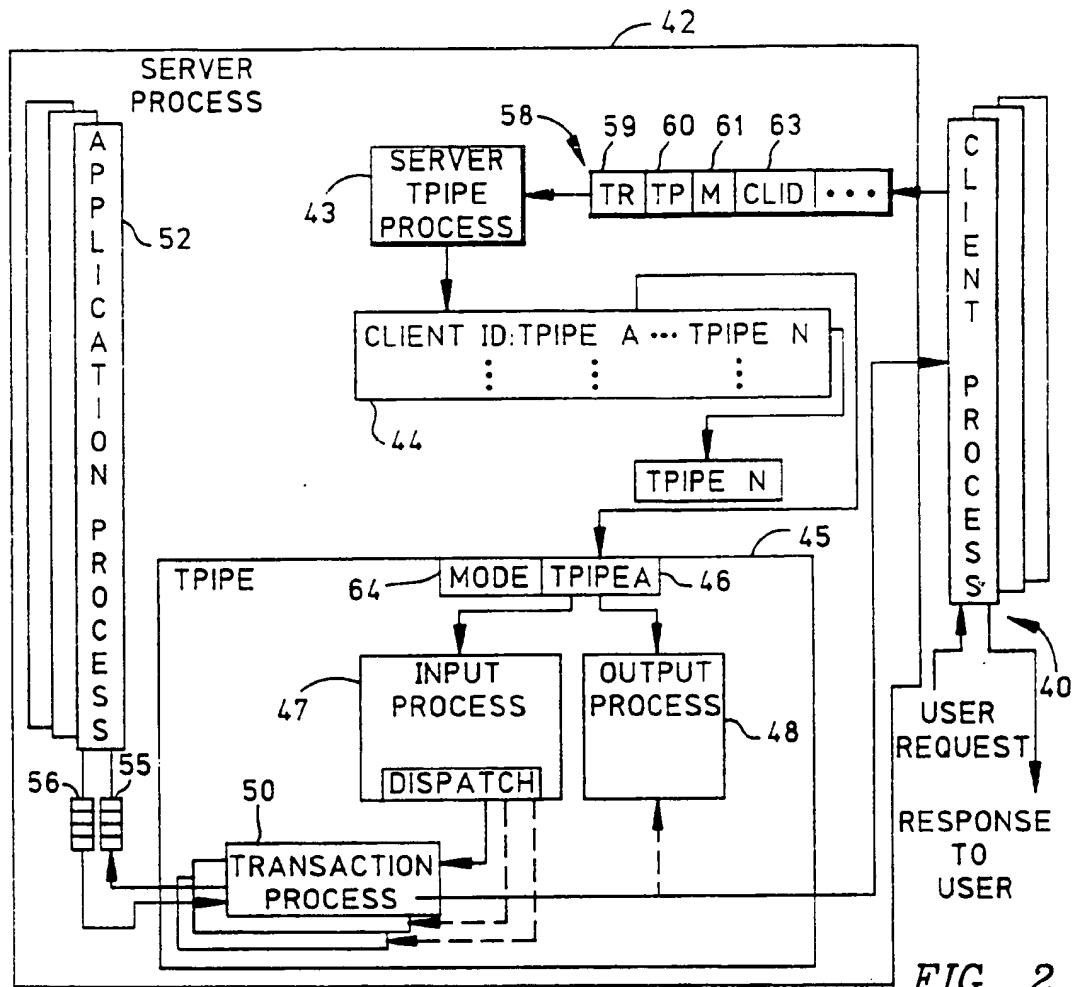 42
SERVER
PROCESS
58
59
60
61
63
SERVER
TPIPE
PROCESS
43
TR TP M CLID •••
CLIENT PROCESS
APPLICATION PROCESS
52
CLIENT ID:TPIPE A ••• TPIPE N
44
TPIPE N
45
TPIPE
64
MODE
TPIPEA
46
INPUT
PROCESS
47
DISPATCH
OUTPUT
PROCESS
48
40
USER
REQUEST
RESPONSE
TO
USER
56
55
50
TRANSACTION
PROCESS
FIG. 2